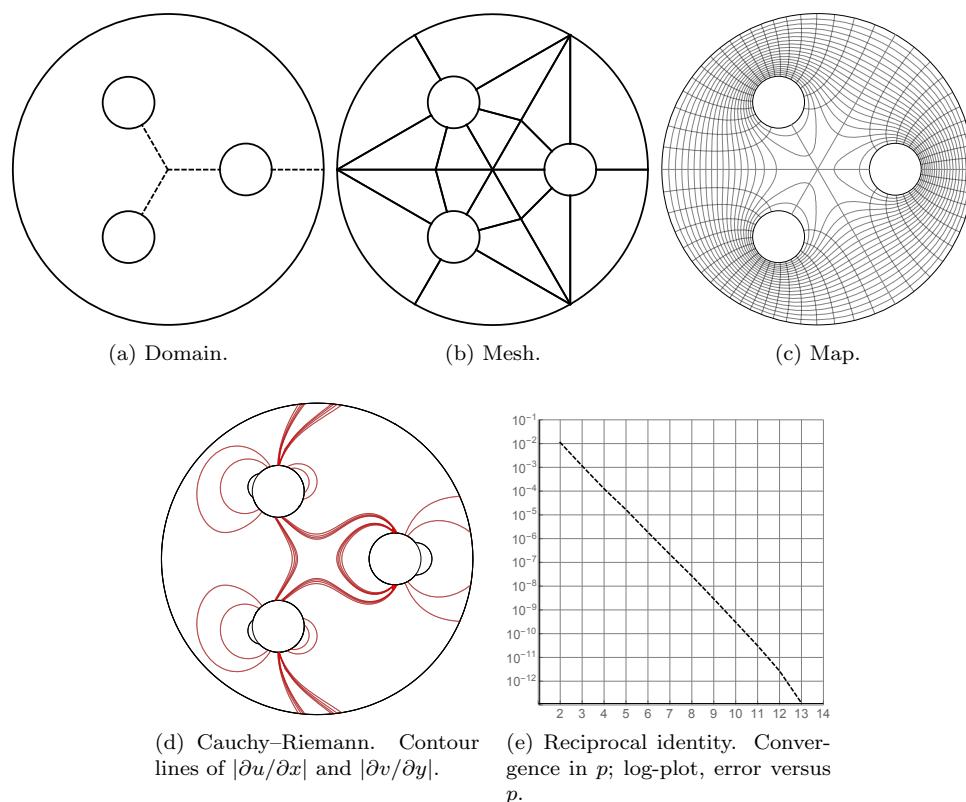 (a) Domain.
(b) Mesh.
(c) Map.
10^-1
10^-2
10^-3
10^-4
10^-5
10^-6
10^-7
10^-8
10^-9
10^-10
10^-11
10^-12
2 3 4 5 6 7 8 9 10 11 12 13 14
(d) Cauchy–Riemann. Contour
lines of |∂u/∂x| and |∂v/∂y|.
(e) Reciprocal identity. Conver-
gence in p; log-plot, error versus
p.